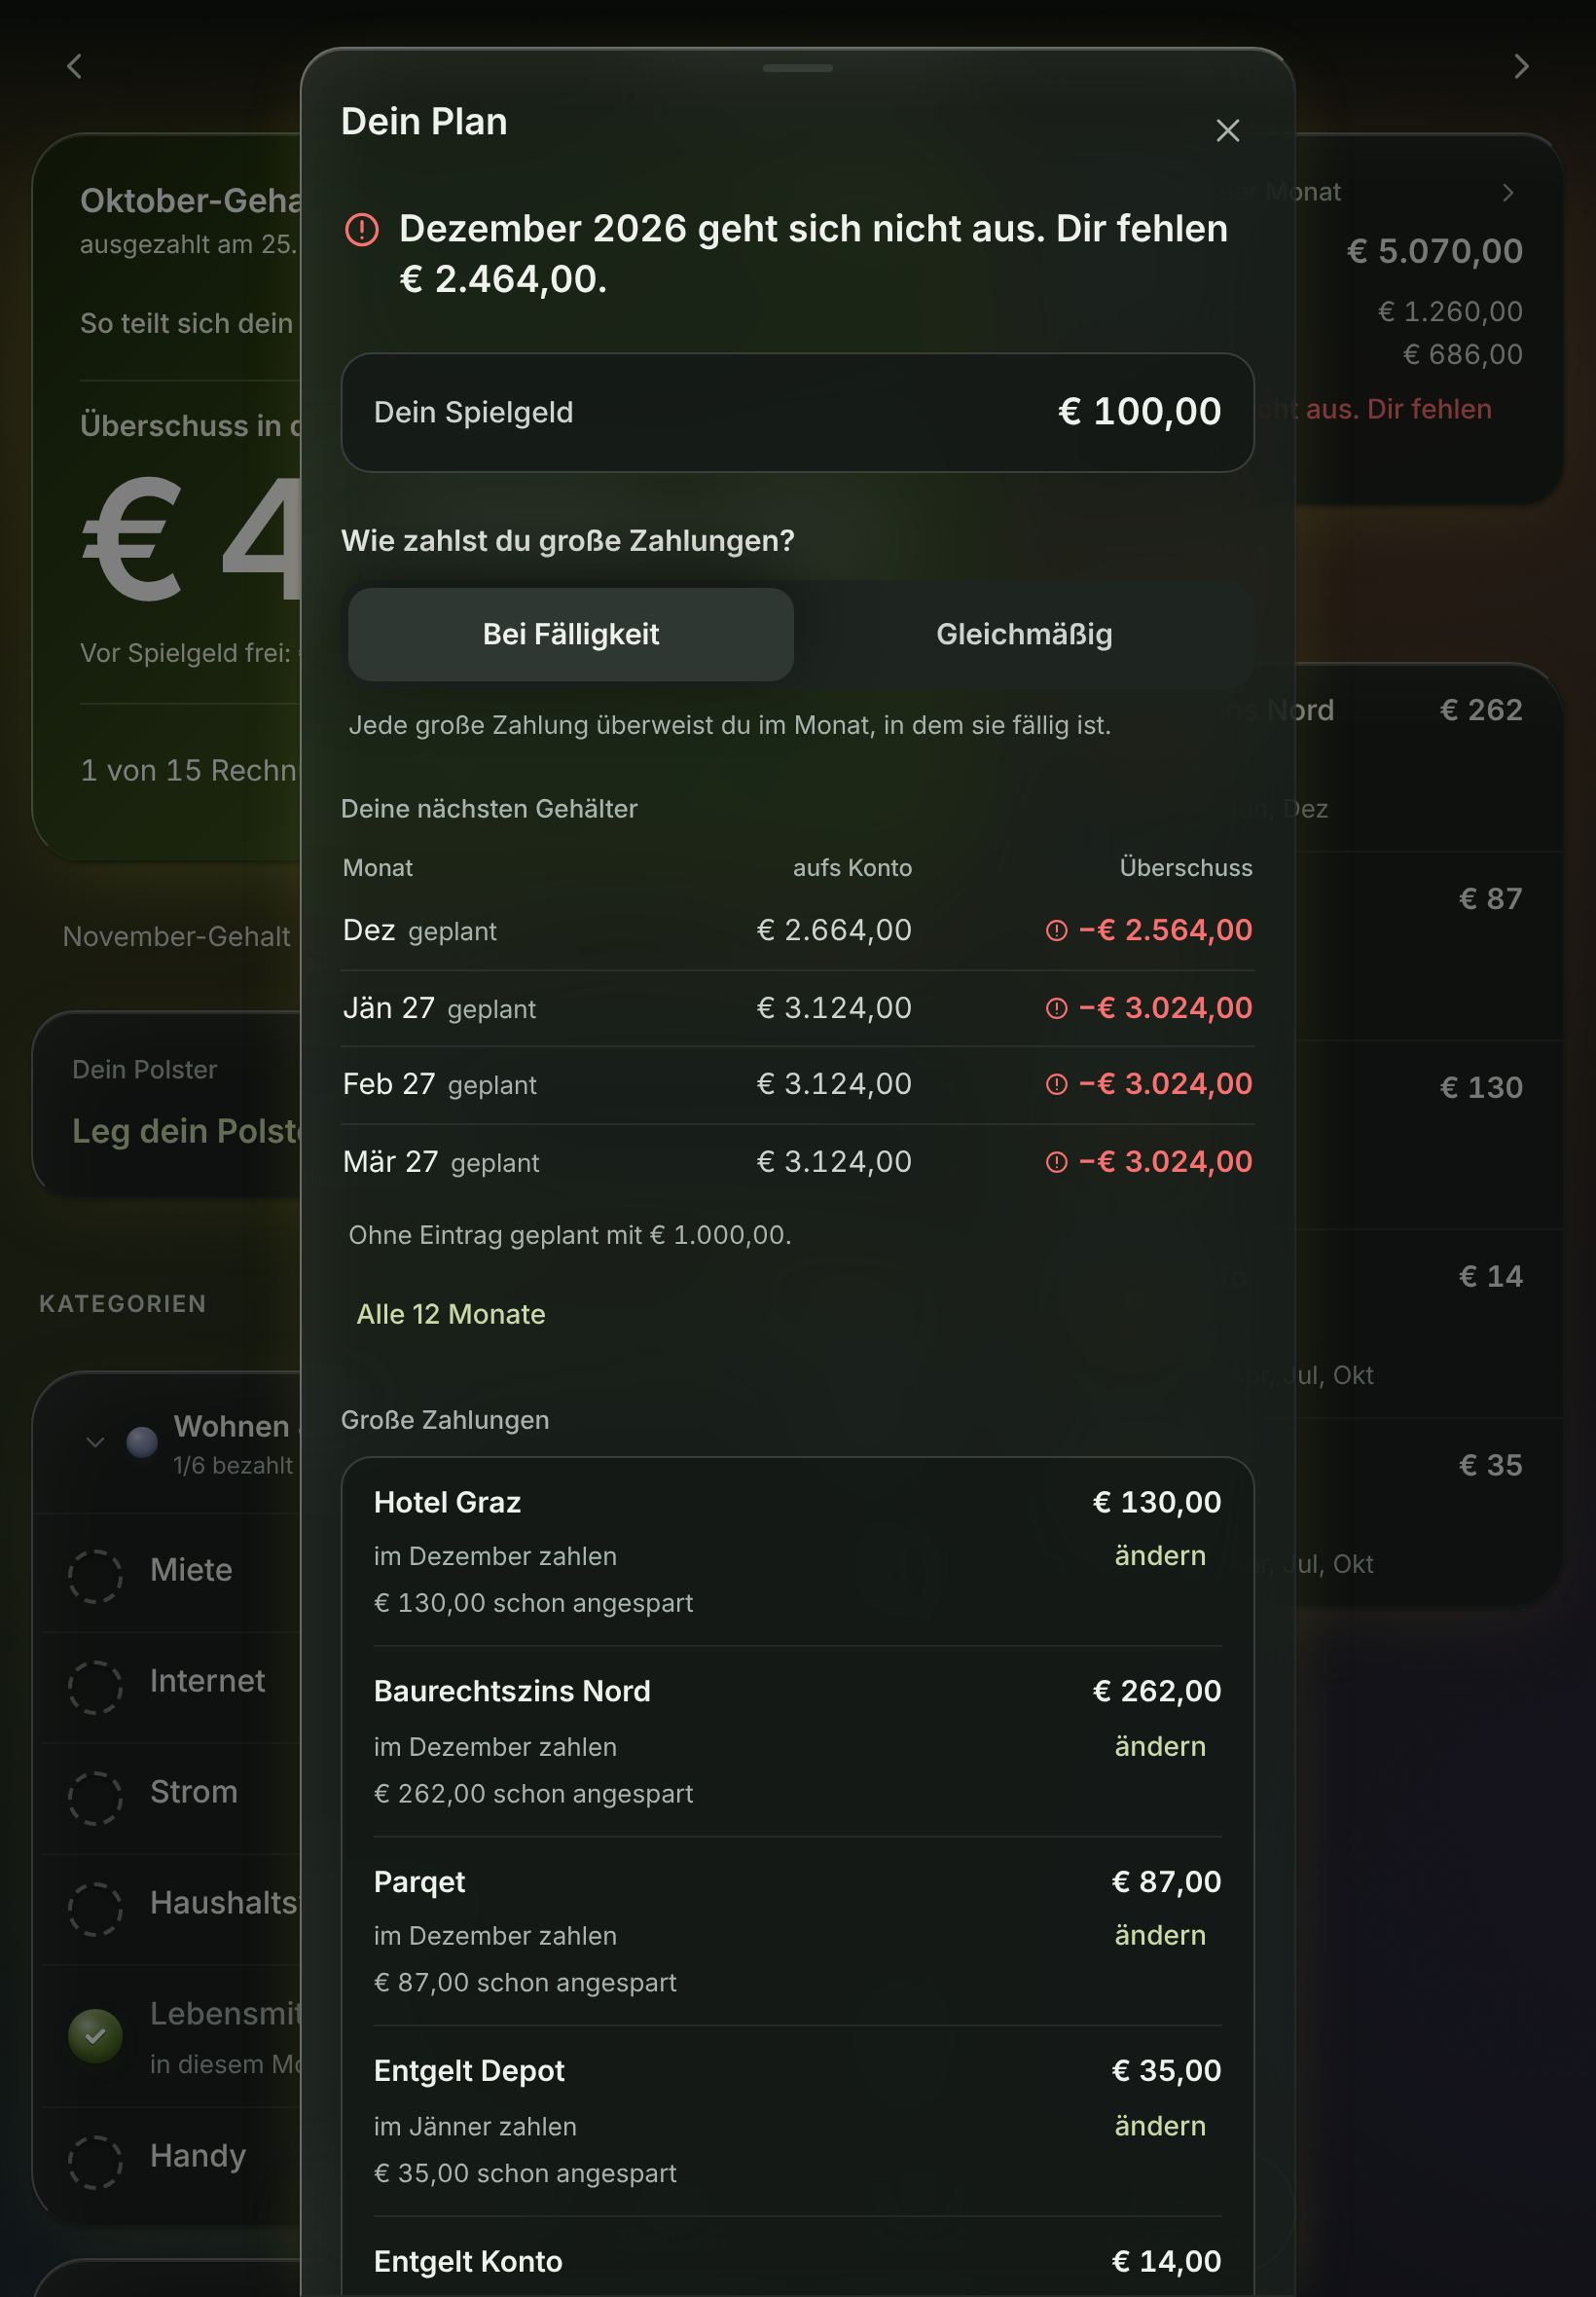 Dein Plan
Dezember 2026 geht sich nicht aus. Dir fehlen
€ 2.464,00.
Dein Spielgeld € 100,00
Wie zahlst du große Zahlungen?
Bei Fälligkeit Gleichmäßig
Jede große Zahlung überweist du im Monat, in dem sie fällig ist.
Deine nächsten Gehälter
Monat aufs Konto Überschuss
Dez geplant € 2.664,00 −€ 2.564,00
Jän 27 geplant € 3.124,00 −€ 3.024,00
Feb 27 geplant € 3.124,00 −€ 3.024,00
Mär 27 geplant € 3.124,00 −€ 3.024,00
Ohne Eintrag geplant mit € 1.000,00.
Alle 12 Monate
Große Zahlungen
Hotel Graz € 130,00
im Dezember zahlen ändern
€ 130,00 schon angespart
Baurechtszins Nord € 262,00
im Dezember zahlen ändern
€ 262,00 schon angespart
Parqet € 87,00
im Dezember zahlen ändern
€ 87,00 schon angespart
Entgelt Depot € 35,00
im Jänner zahlen ändern
€ 35,00 schon angespart
Entgelt Konto € 14,00
Oktober-Geha
ausgezahlt am 25.
So teilt sich dein
Überschuss in d
€ 4
Vor Spielgeld frei:
1 von 15 Rechn
November-Gehalt
Dein Polster
Leg dein Polste
KATEGORIEN
Wohnen
1/6 bezahlt
Miete
Internet
Strom
Haushalts
Lebensmit
in diesem Mo
Handy
Monat
€ 5.070,00
€ 1.260,00
€ 686,00
cht aus. Dir fehlen
ns Nord € 262
Dez
€ 87
€ 130
€ 14
Jul, Okt
€ 35
Jul, Okt